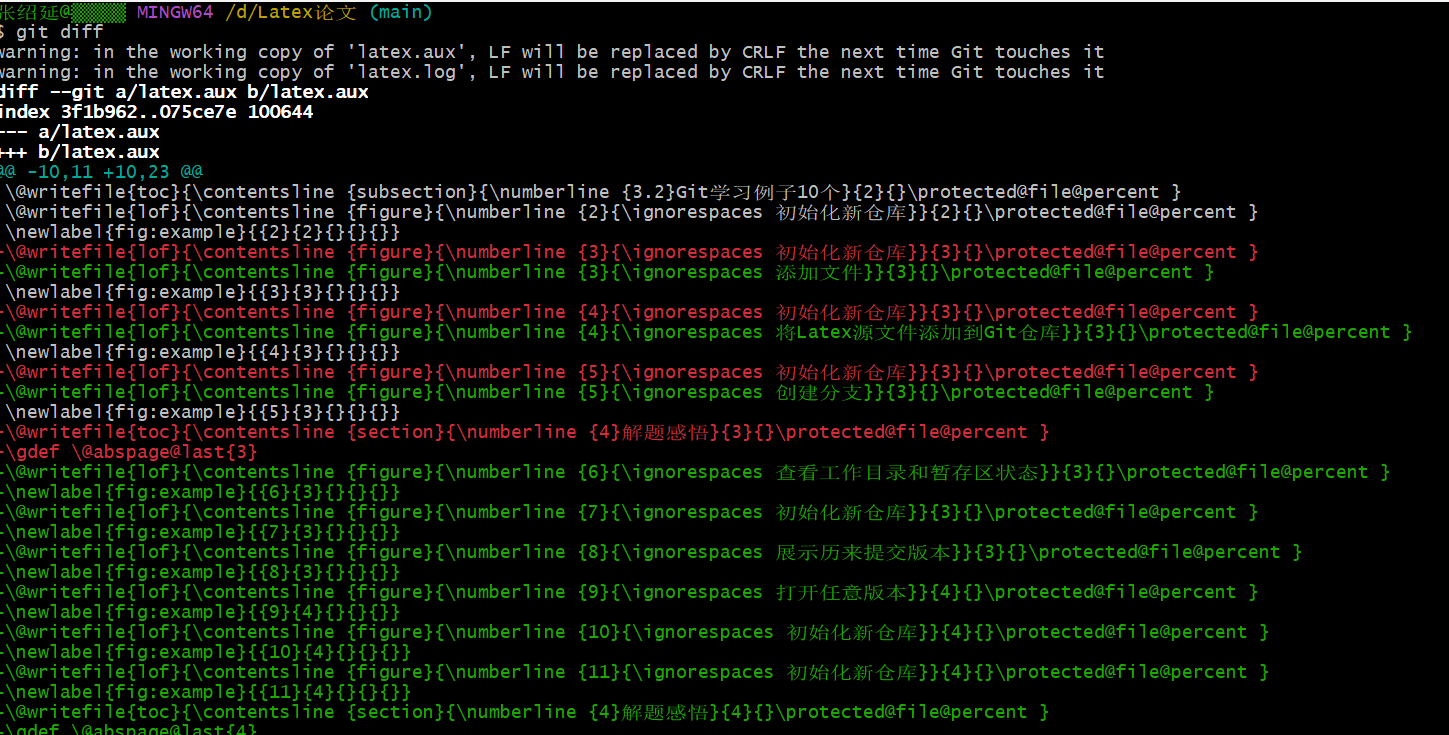 张绍延@ MINGW64 /d/Latex论文 (main)
$ git diff
warning: in the working copy of 'latex.aux', LF will be replaced by CRLF the next time Git touches it
warning: in the working copy of 'latex.log', LF will be replaced by CRLF the next time Git touches it
diff --git a/latex.aux b/latex.aux
index 3f1b962..075ce7e 100644
--- a/latex.aux
+++ b/latex.aux
@@ -10,11 +10,23 @@
 \@writefile{toc}{\contentsline {subsection}{\numberline {3.2}Git学习例子10个}{2}{}\protected@file@percent }
 \@writefile{lof}{\contentsline {figure}{\numberline {2}{\ignorespaces 初始化新仓库}}{2}{}\protected@file@percent }
 \newlabel{fig:example}{{2}{2}{}{}{}}
-\@writefile{lof}{\contentsline {figure}{\numberline {3}{\ignorespaces 初始化新仓库}}{3}{}\protected@file@percent }
+\@writefile{lof}{\contentsline {figure}{\numberline {3}{\ignorespaces 添加文件}}{3}{}\protected@file@percent }
 \newlabel{fig:example}{{3}{3}{}{}{}}
-\@writefile{lof}{\contentsline {figure}{\numberline {4}{\ignorespaces 初始化新仓库}}{3}{}\protected@file@percent }
+\@writefile{lof}{\contentsline {figure}{\numberline {4}{\ignorespaces 将Latex源文件添加到Git仓库}}{3}{}\protected@file@percent }
 \newlabel{fig:example}{{4}{3}{}{}{}}
-\@writefile{lof}{\contentsline {figure}{\numberline {5}{\ignorespaces 初始化新仓库}}{3}{}\protected@file@percent }
+\@writefile{lof}{\contentsline {figure}{\numberline {5}{\ignorespaces 创建分支}}{3}{}\protected@file@percent }
 \newlabel{fig:example}{{5}{3}{}{}{}}
-\@writefile{toc}{\contentsline {section}{\numberline {4}解题感悟}{3}{}\protected@file@percent }
-\gdef \@abspage@last{3}
+\@writefile{lof}{\contentsline {figure}{\numberline {6}{\ignorespaces 查看工作目录和暂存区状态}}{3}{}\protected@file@percent }
+\newlabel{fig:example}{{6}{3}{}{}{}}
+\@writefile{lof}{\contentsline {figure}{\numberline {7}{\ignorespaces 初始化新仓库}}{3}{}\protected@file@percent }
+\newlabel{fig:example}{{7}{3}{}{}{}}
+\@writefile{lof}{\contentsline {figure}{\numberline {8}{\ignorespaces 展示历来提交版本}}{3}{}\protected@file@percent }
+\newlabel{fig:example}{{8}{3}{}{}{}}
+\@writefile{lof}{\contentsline {figure}{\numberline {9}{\ignorespaces 打开任意版本}}{4}{}\protected@file@percent }
+\newlabel{fig:example}{{9}{4}{}{}{}}
+\@writefile{lof}{\contentsline {figure}{\numberline {10}{\ignorespaces 初始化新仓库}}{4}{}\protected@file@percent }
+\newlabel{fig:example}{{10}{4}{}{}{}}
+\@writefile{lof}{\contentsline {figure}{\numberline {11}{\ignorespaces 初始化新仓库}}{4}{}\protected@file@percent }
+\newlabel{fig:example}{{11}{4}{}{}{}}
+\@writefile{toc}{\contentsline {section}{\numberline {4}解题感悟}{4}{}\protected@file@percent }
+\gdef \@abspage@last{4}